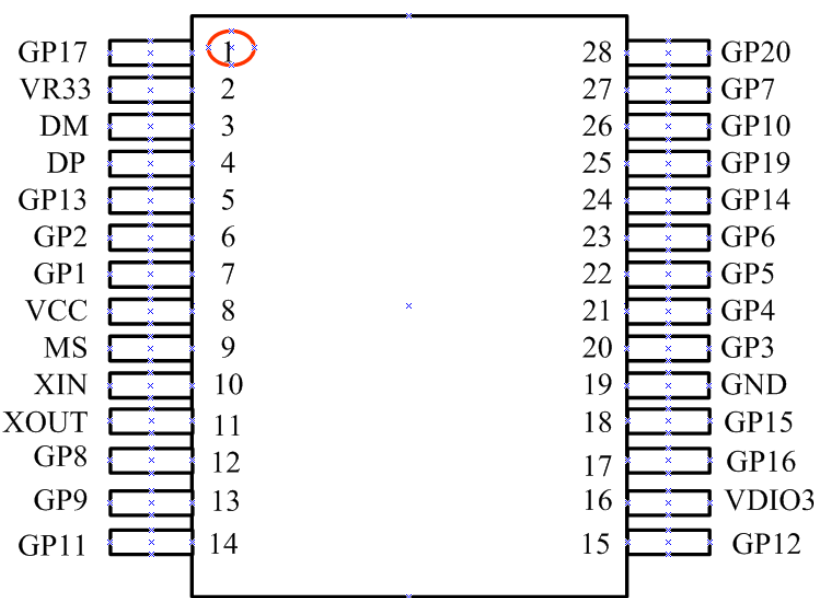 GP17 1 28 GP20
VR33 2 27 GP7
DM 3 26 GP10
DP 4 25 GP19
GP13 5 24 GP14
GP2 6 23 GP6
GP1 7 22 GP5
VCC 8 21 GP4
MS 9 20 GP3
XIN 10 19 GND
XOUT 11 18 GP15
GP8 12 17 GP16
GP9 13 16 VDIO3
GP11 14 15 GP12